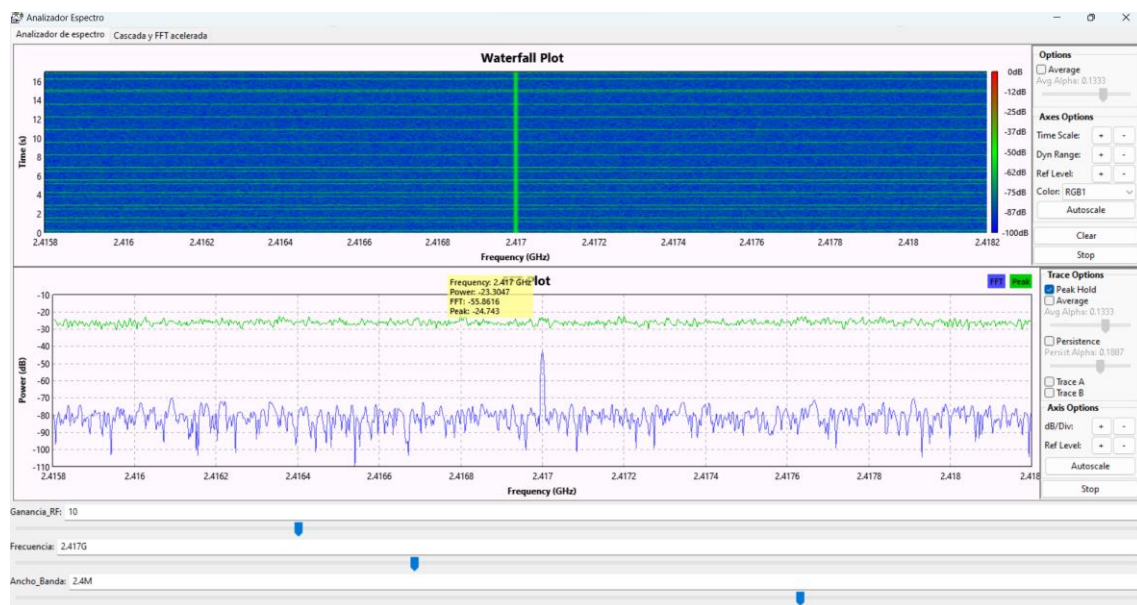 Analizador Espectro
Analizador de espectro Cascada y FFT acelerada
Waterfall Plot
Time (s)
16
14
12
10
8
6
4
2
0
2.4158 2.416 2.4162 2.4164 2.4166 2.4168 2.417 2.4172 2.4174 2.4176 2.4178 2.418 2.4182
Frequency (GHz)
0dB
-12dB
-25dB
-37dB
-50dB
-62dB
-75dB
-87dB
-100dB
Options
Average
Avg Alpha: 0.1333
Axes Options
Time Scale: + -
Dyn Range: + -
Ref Level: + -
Color: RGB1
Autoscale
Clear
Stop
Plot
Frequency: 2.417 GHz
Power: -23.3047
FFT: -55.8616
Peak: -24.743
FFT Peak
Power (dB)
-10
-20
-30
-40
-50
-60
-70
-80
-90
-100
-110
2.4158 2.416 2.4162 2.4164 2.4166 2.4168 2.417 2.4172 2.4174 2.4176 2.4178 2.418 2.418
Frequency (GHz)
Trace Options
Peak Hold
Average
Avg Alpha: 0.1333
Persistence
Persist Alpha: 0.1887
Trace A
Trace B
Axis Options
dB/Div: + -
Ref Level: + -
Autoscale
Stop
Ganancia_RF: 10
Frecuencia: 2.417G
Ancho_Banda: 2.4M